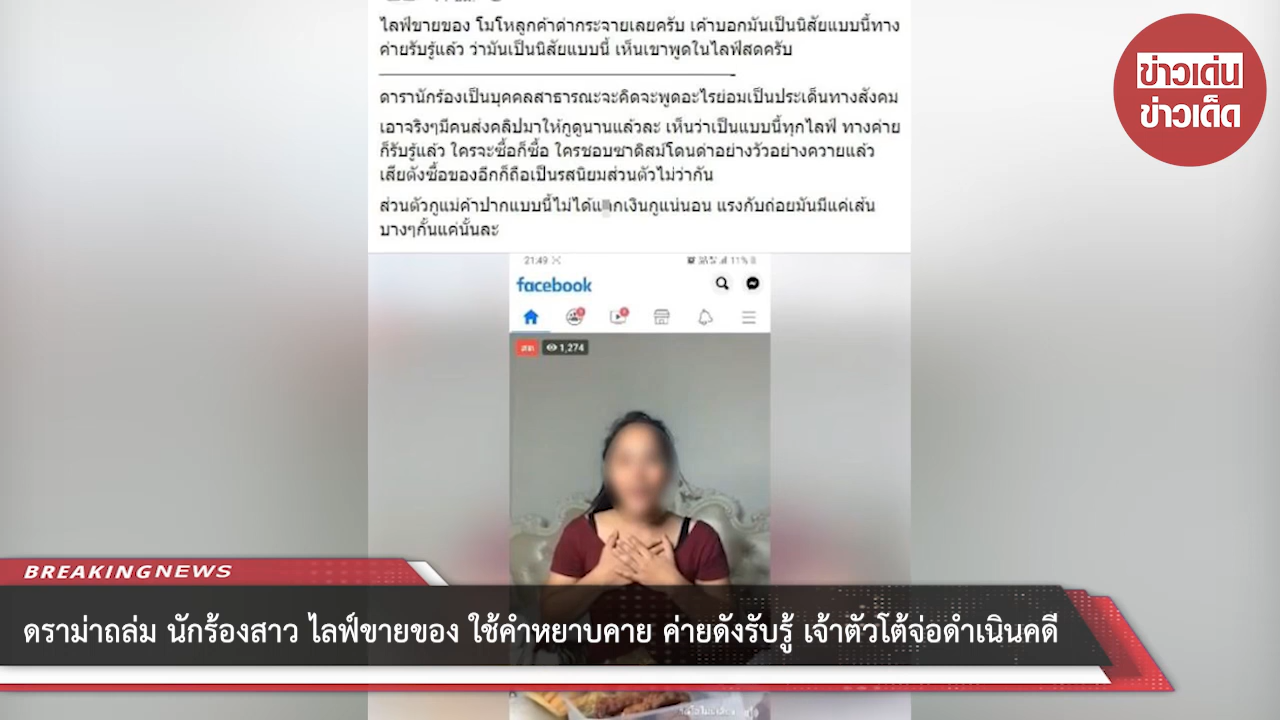 ไลฟ์ขายของ โมโหลูกค้าด่ากระจายเลยครับ เค้าบอกมันเป็นนิสัยแบบนี้ทาง
ค่ายรับรู้แล้ว ว่ามันเป็นนิสัยแบบนี้ เห็นเขาพูดในไลฟ์สดครับ
ดารานักร้องเป็นบุคคลสาธารณะจะคิดจะพูดอะไรย่อมเป็นประเด็นทางสังคม
เอาจริงๆมีคนส่งคลิปมาให้กูดูนานแล้วละ เห็นว่าเป็นแบบนี้ทุกไลฟ์ ทางค่าย
ก็รับรู้แล้ว ใครจะซื้อก็ซื้อ ใครชอบซาดิสม์โดนด่าอย่างวัวอย่างควายแล้ว
เสียตังซื้อของอีกก็ถือเป็นรสนิยมส่วนตัวไม่ว่ากัน
ส่วนตัวกูแม่ค้าปากแบบนี้ไม่ได้แ กเงินกูแน่นอน แรงกับถ่อยมันมีแค่เส้น
บางๆกั้นแค่นั้นละ
ข่าวเด่น
ข่าวเด็ด
21:49
11%
facebook
สด 1,274
BREAKING NEWS
ดราม่าถล่ม นักร้องสาว ไลฟ์ขายของ ใช้คำหยาบคาย ค่ายดังรับรู้ เจ้าตัวโต้จ่อดำเนินคดี